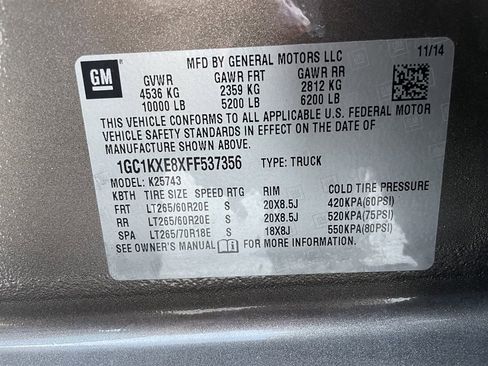 MFD BY GENERAL MOTORS LLC 11/14
GM
GVWR GAWR FRT GAWR RR
4536 KG 2359 KG 2812 KG
10000 LB 5200 LB 6200 LB
THIS VEHICLE CONFORMS TO ALL APPLICABLE U.S. FEDERAL MOTOR
VEHICLE SAFETY STANDARDS IN EFFECT ON THE DATE OF
MANUFACTURE SHOWN ABOVE.
1GC1KXE8XFF537356 TYPE: TRUCK
MODEL: K25743
KBTH TIRE SIZE SPEED RTG RIM COLD TIRE PRESSURE
FRT LT265/60R20E S 20X8.5J 420KPA(60PSI)
RR LT265/60R20E S 20X8.5J 520KPA(75PSI)
SPA LT265/70R18E S 18X8J 550KPA(80PSI)
SEE OWNER'S MANUAL FOR MORE INFORMATION.